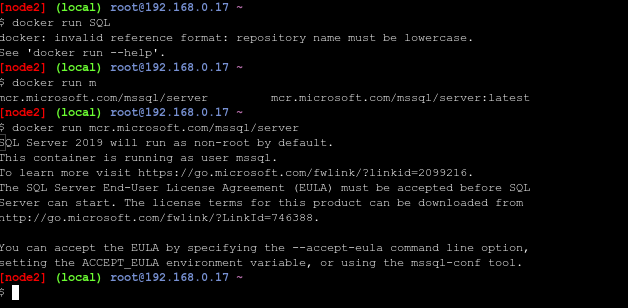 [node2] (local) root@192.168.0.17 ~
$ docker run SQL
docker: invalid reference format: repository name must be lowercase.
See 'docker run --help'.
[node2] (local) root@192.168.0.17 ~
$ docker run m
mcr.microsoft.com/mssql/server mcr.microsoft.com/mssql/server:latest
[node2] (local) root@192.168.0.17 ~
$ docker run mcr.microsoft.com/mssql/server
SQL Server 2019 will run as non-root by default.
This container is running as user mssql.
To learn more visit https://go.microsoft.com/fwlink/?linkid=2099216.
The SQL Server End-User License Agreement (EULA) must be accepted before SQL
Server can start. The license terms for this product can be downloaded from
http://go.microsoft.com/fwlink/?LinkId=746388.
You can accept the EULA by specifying the --accept-eula command line option,
setting the ACCEPT_EULA environment variable, or using the mssql-conf tool.
[node2] (local) root@192.168.0.17 ~
$